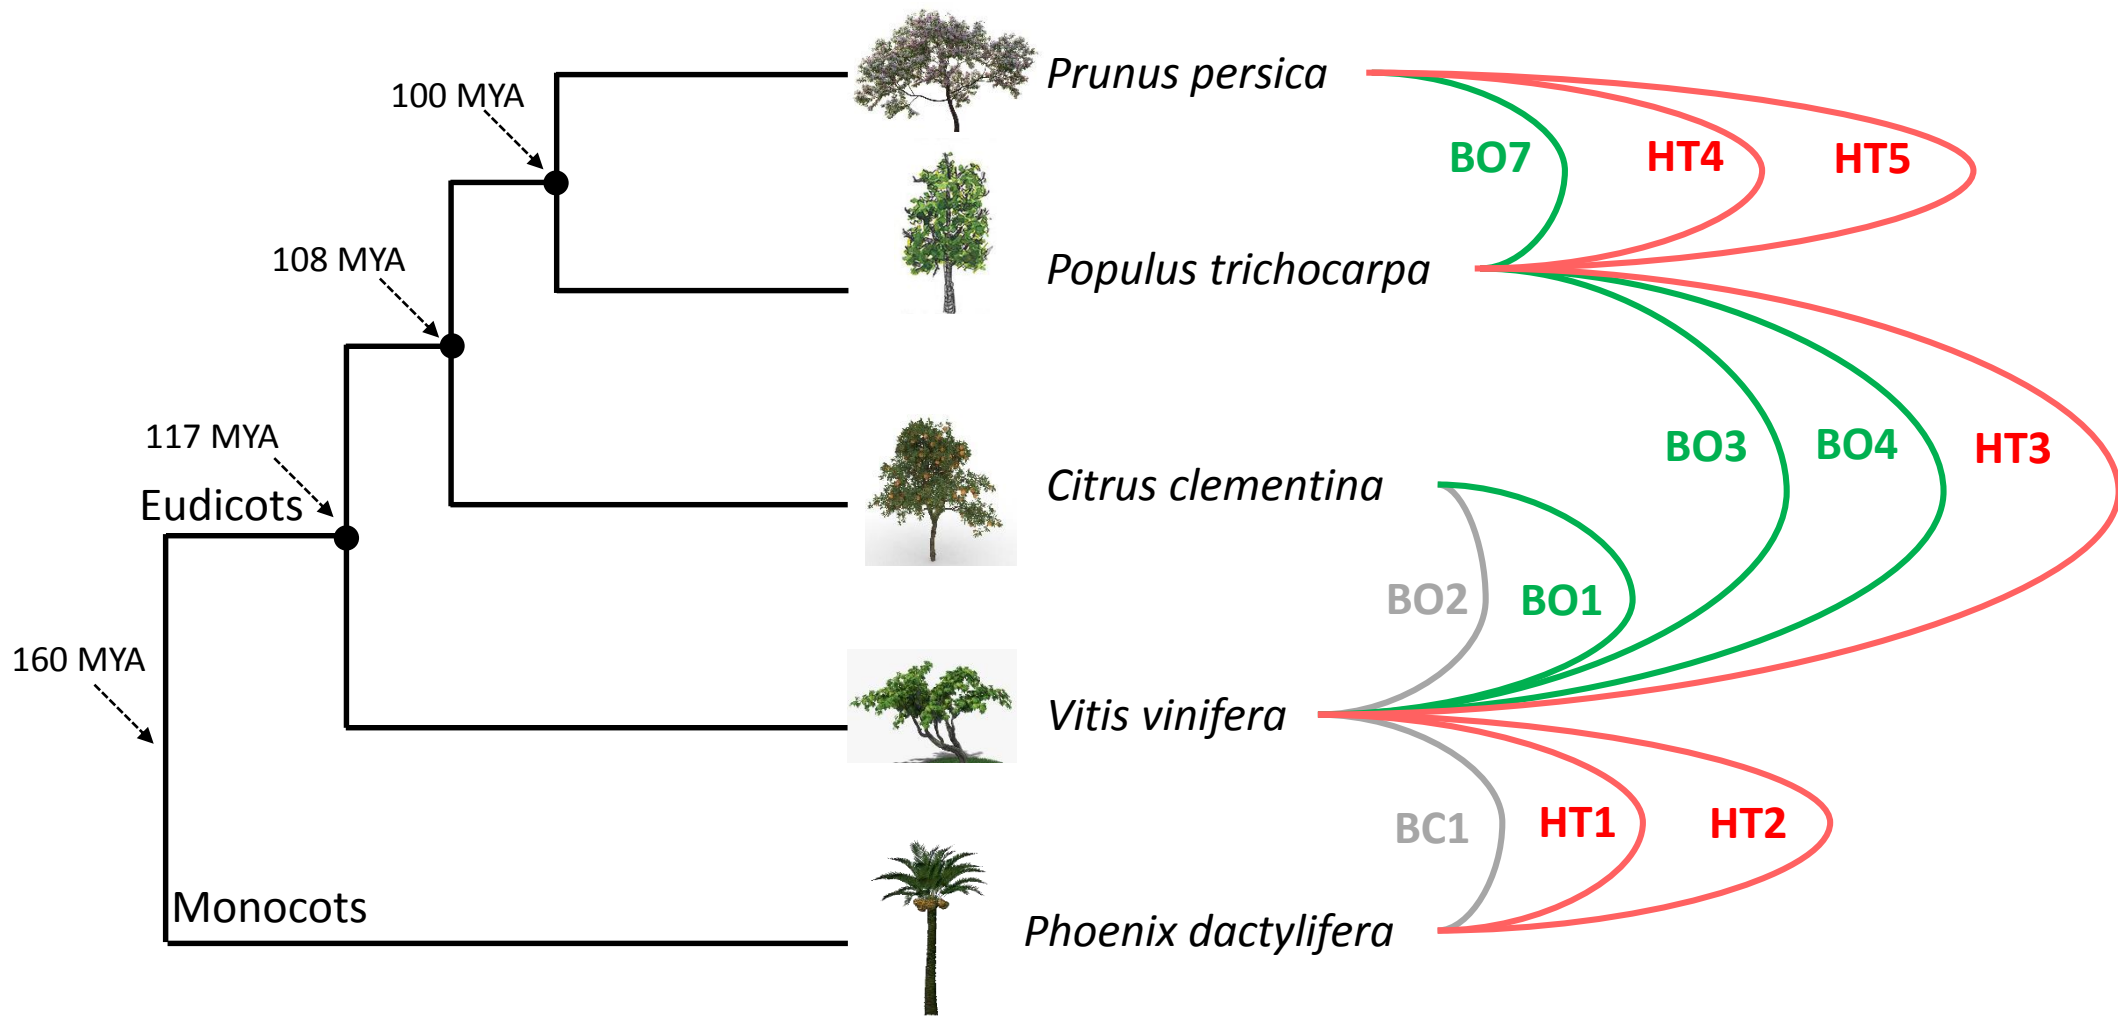 Prunus persica
100 MYA
BO7
HT4
HT5
108 MYA
Populus trichocarpa
117 MYA
BO3
BO4
HT3
Eudicots
Citrus clementina
BO2
BO1
160 MYA
Vitis vinifera
BC1
HT1
HT2
Monocots
Phoenix dactylifera